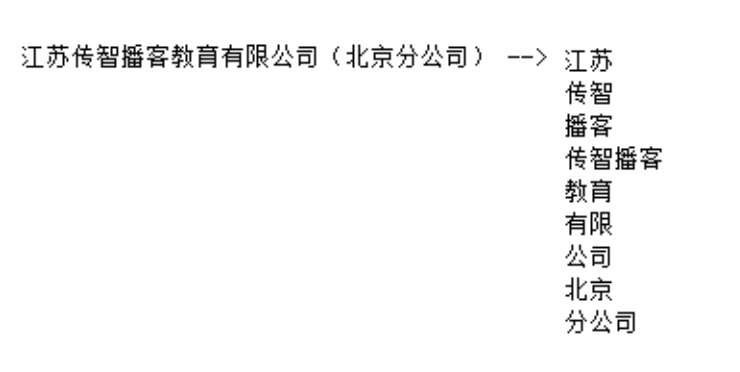 江苏传智播客教育有限公司（北京分公司） --> 江苏
传智
播客
传智播客
教育
有限
公司
北京
分公司